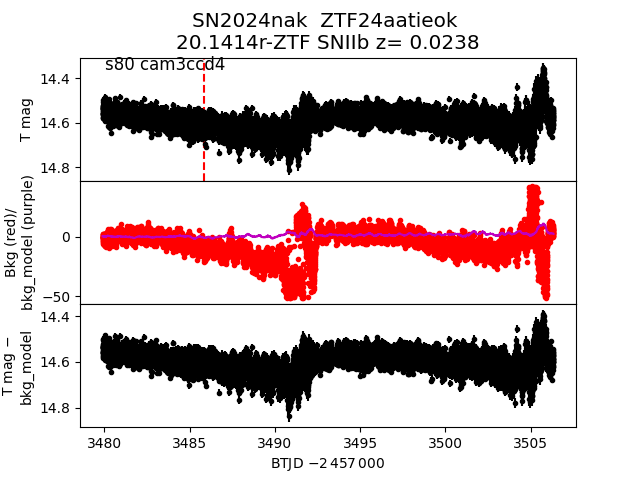 SN2024nak  ZTF24aatieok
20.1414r-ZTF SNIIb z= 0.0238
s80 cam3ccd4
14.4
14.6
14.8
T mag
0
−50
Bkg (red)/
bkg_model (purple)
14.4
14.6
14.8
T mag −
bkg_model
3480
3485
3490
3495
3500
3505
BTJD −2 457 000